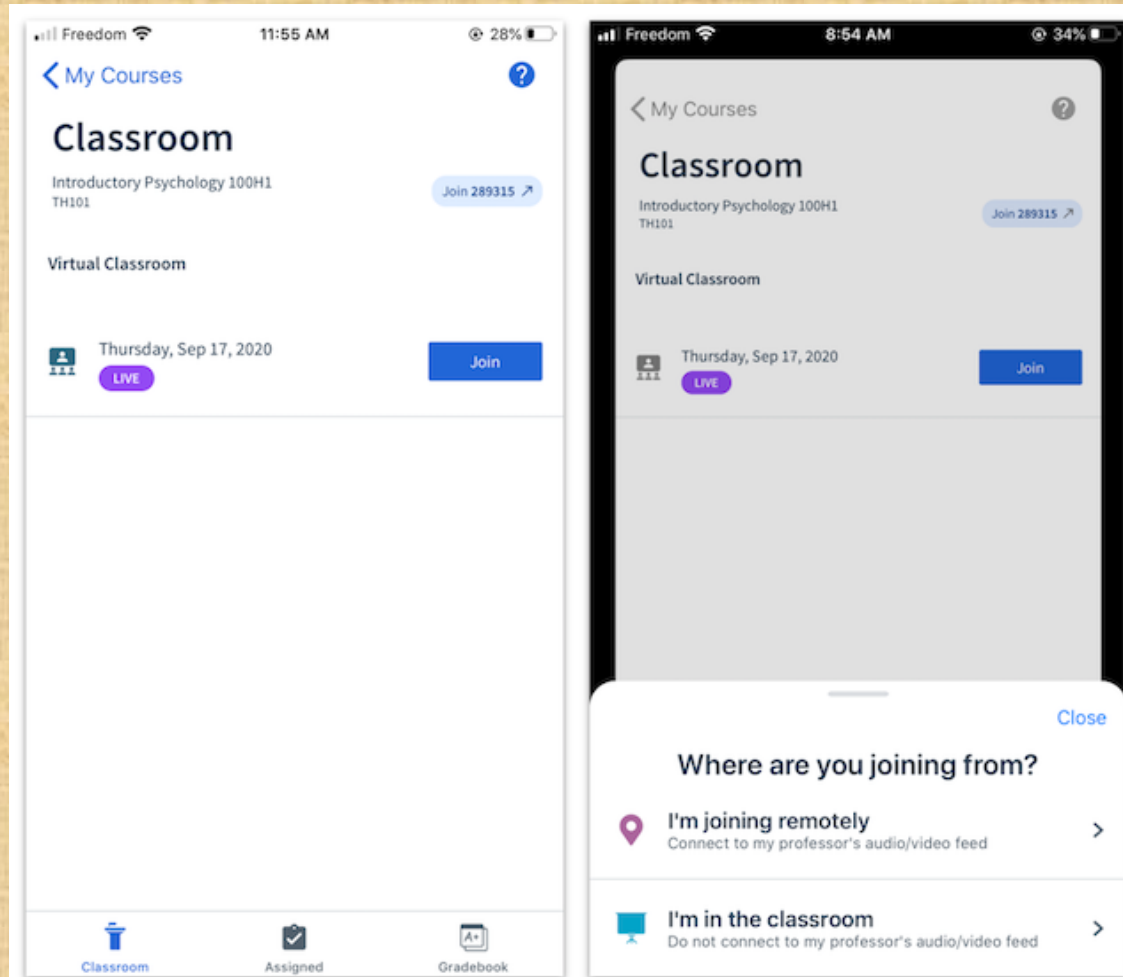 Freedom 11:55 AM 28%
My Courses
Classroom
Introductory Psychology 100H1
TH101
Join 289315
Virtual Classroom
Thursday, Sep 17, 2020
LIVE
Join
Classroom Assigned Gradebook
Freedom 8:54 AM 34%
My Courses
Classroom
Introductory Psychology 100H1
TH101
Join 289315
Virtual Classroom
Thursday, Sep 17, 2020
LIVE
Join
Close
Where are you joining from?
I'm joining remotely
Connect to my professor's audio/video feed
I'm in the classroom
Do not connect to my professor's audio/video feed